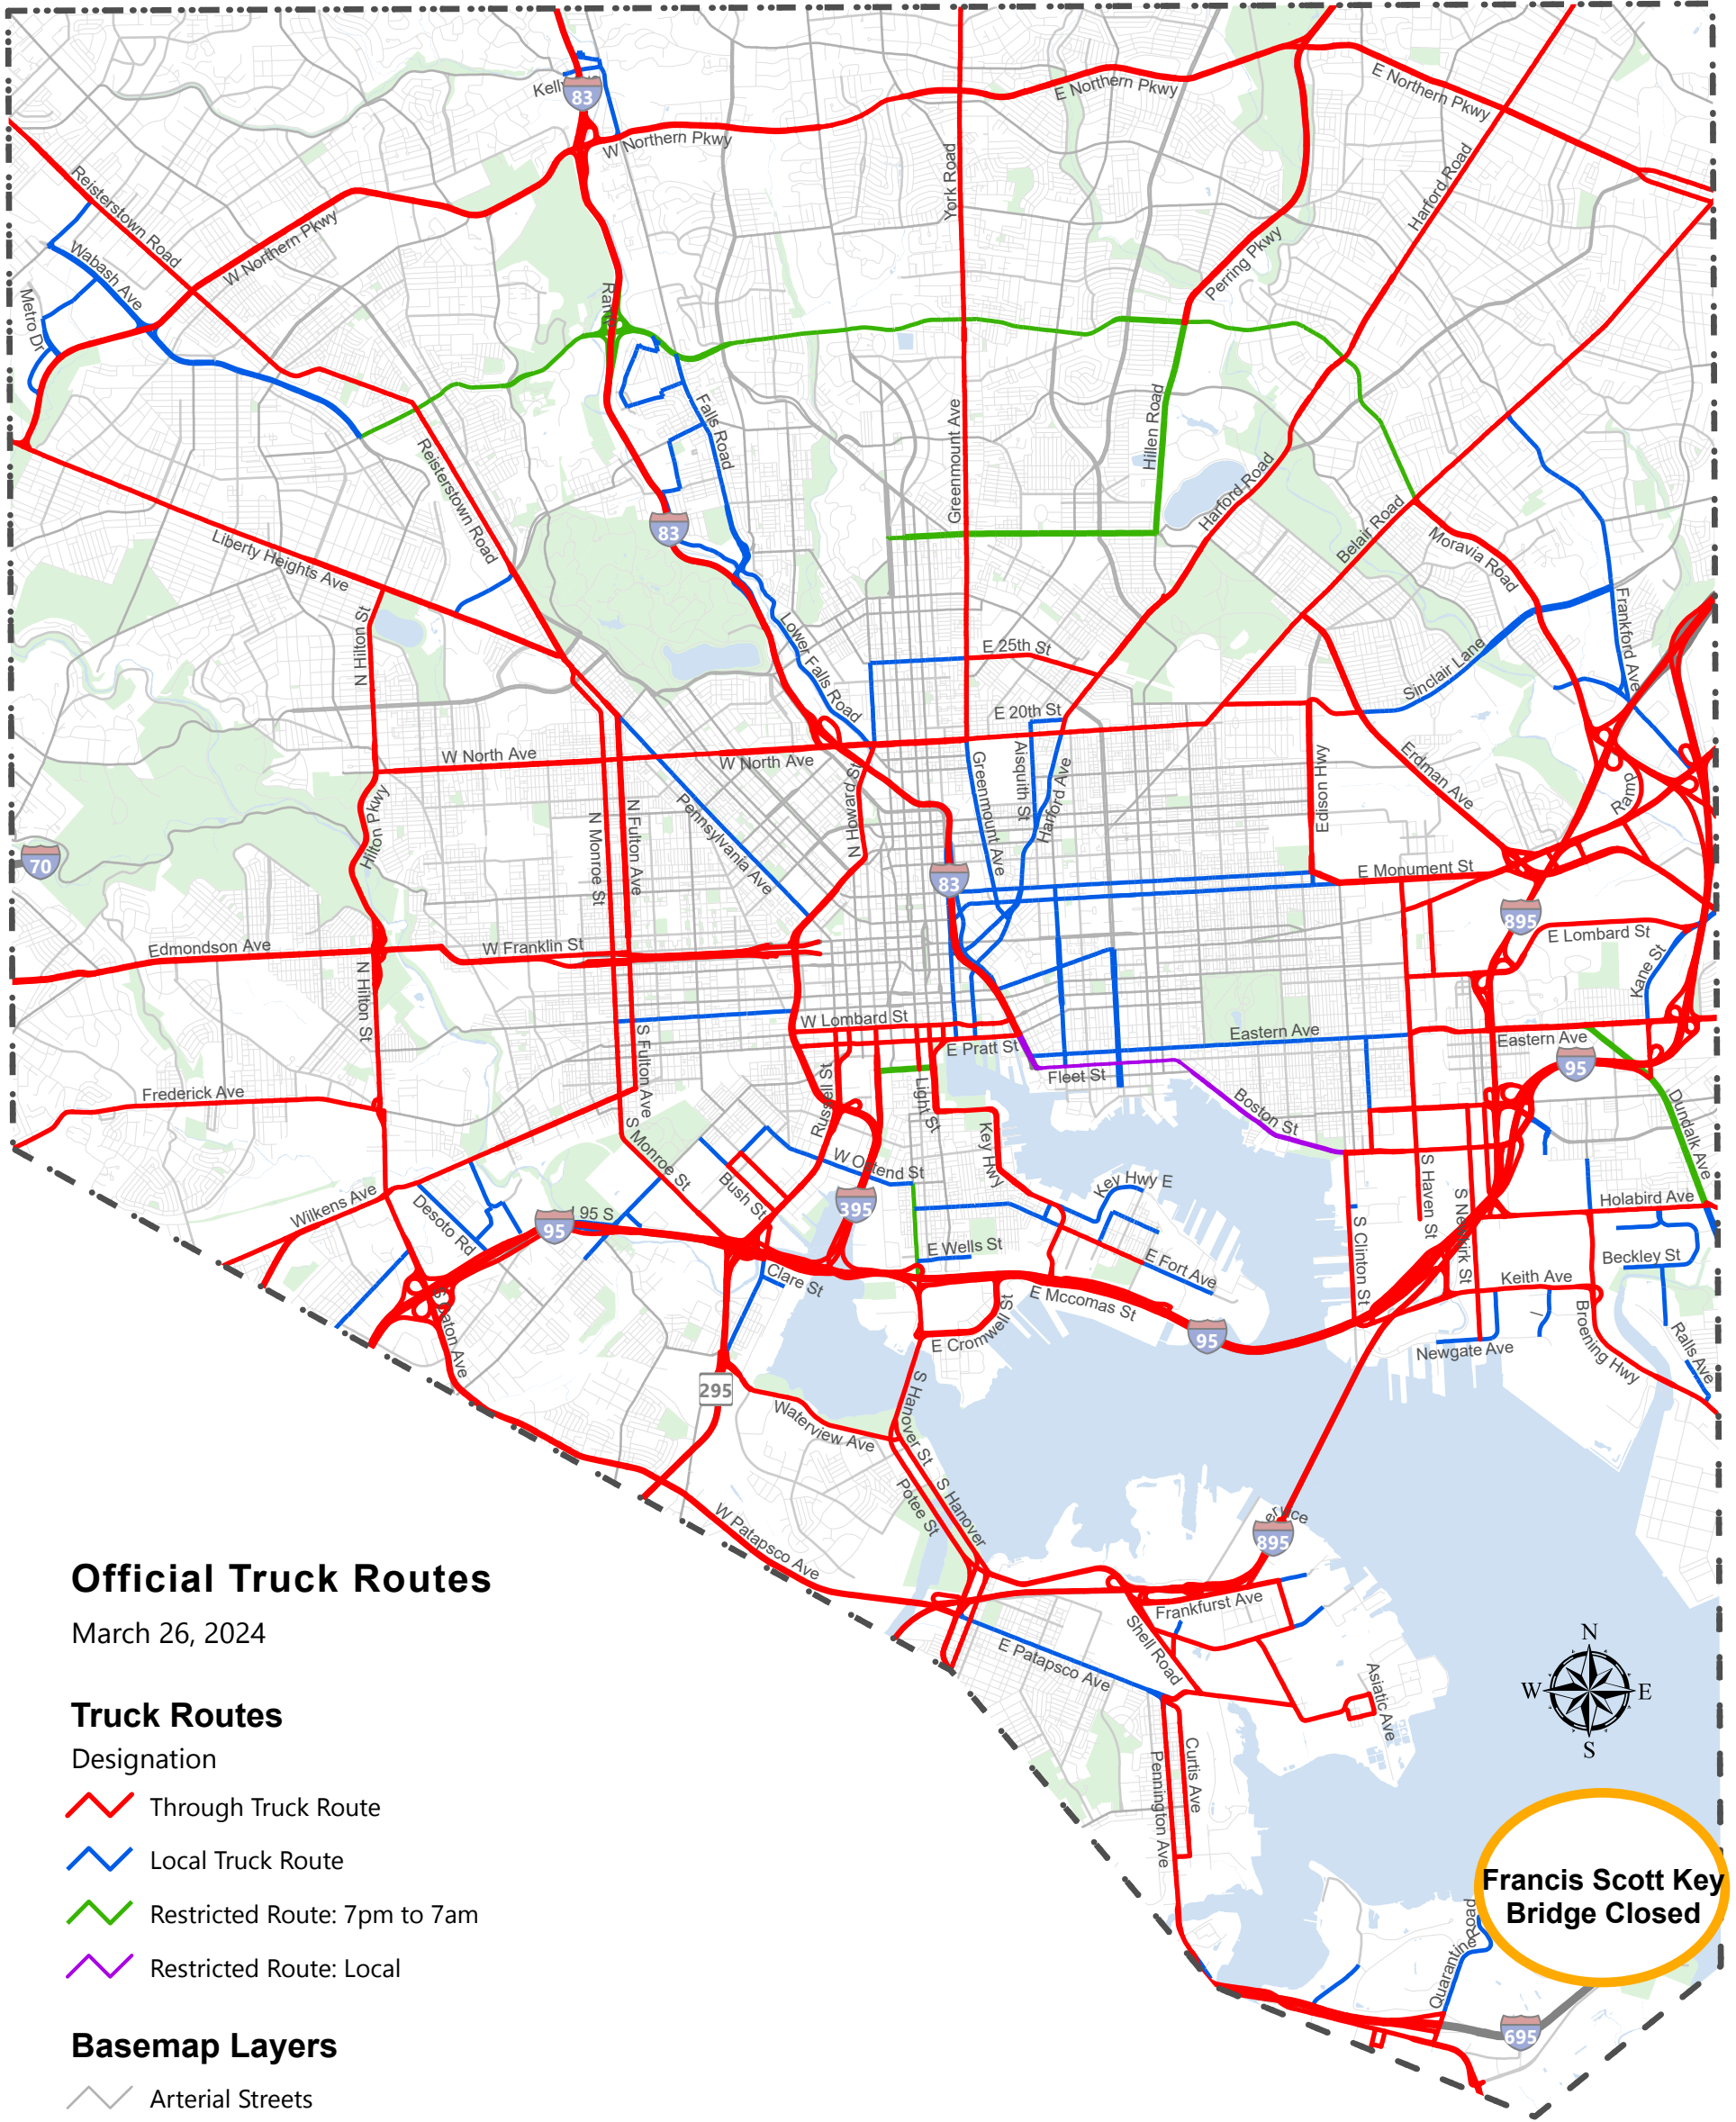 Kelly
83
W Northern Pkwy
E Northern Pkwy
E Northern Pkwy
York Road
Harford Road
Reisterstown Road
W Northern Pkwy
Wabash Ave
Metro Dr
Perring Pkwy
Falls Road
Greenmount Ave
Hillen Road
Harford Road
Belair Road
Moravia Road
Reisterstown Road
Liberty Heights Ave
83
N Hilton St
Lower Falls Road
E 25th St
Sinclair Lane
Frankford Ave
E 20th St
W North Ave
W North Ave
N Howard St
Greenmount Ave
Aisquith St
Harford Ave
Edison Hwy
Erdman Ave
Ramp
70
Hilton Pkwy
N Monroe St
N Fulton Ave
Pennsylvania Ave
83
E Monument St
895
Edmondson Ave
W Franklin St
E Lombard St
Kane St
N Hilton St
W Lombard St
E Pratt St
Eastern Ave
Eastern Ave
95
Frederick Ave
S Fulton Ave
Russell St
Light St
Fleet St
Boston St
Dundalk Ave
S Monroe St
W Ostend St
Key Hwy
Key Hwy E
Bush St
395
Wilkens Ave
Desoto Rd
95
I 95 S
E Wells St
E Fort Ave
S Clinton St
S Haven St
S Newkirk St
Holabird Ave
Beckley St
Keith Ave
Clare St
S Caton Ave
E Mccomas St
E Cromwell St
95
Newgate Ave
Broening Hwy
Ralls Ave
295
Waterview Ave
S Hanover St
Potee St
S Hanover
W Patapsco Ave
895
Frankfurst Ave
Shell Road
E Patapsco Ave
Asiatic Ave
Curtis Ave
Pennington Ave
N
W E
S
Francis Scott Key
Bridge Closed
Quarantine Road
695
Official Truck Routes
March 26, 2024
Truck Routes
Designation
Through Truck Route
Local Truck Route
Restricted Route: 7pm to 7am
Restricted Route: Local
Basemap Layers
Arterial Streets